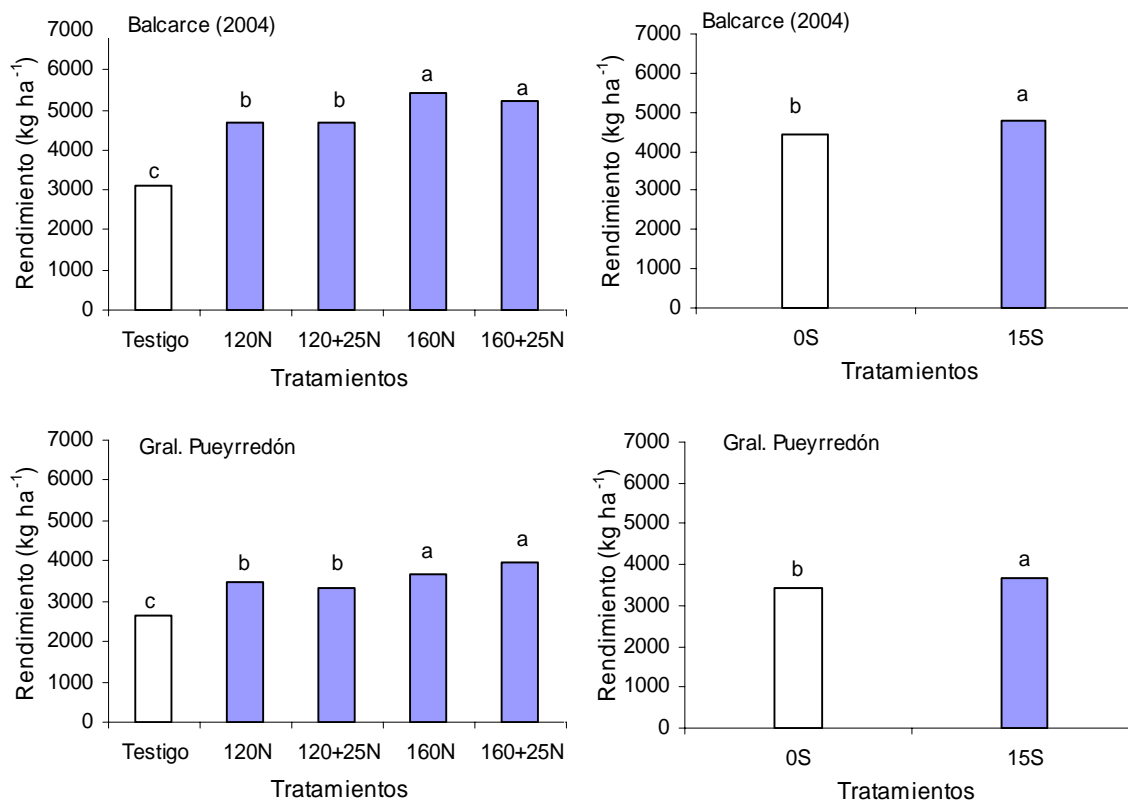 Balcarce (2004)
Rendimiento (kg ha⁻¹)
7000
6000
5000
4000
3000
2000
1000
0
c
b
b
a
a
Testigo 120N 120+25N 160N 160+25N
Tratamientos
Balcarce (2004)
Rendimiento (kg ha⁻¹)
7000
6000
5000
4000
3000
2000
1000
0
b
a
0S 15S
Tratamientos
Gral. Pueyrredón
Rendimiento (kg ha⁻¹)
7000
6000
5000
4000
3000
2000
1000
0
c
b
b
a
a
Testigo 120N 120+25N 160N 160+25N
Tratamientos
Gral. Pueyrredón
Rendimiento (kg ha⁻¹)
7000
6000
5000
4000
3000
2000
1000
0
b
a
0S 15S
Tratamientos